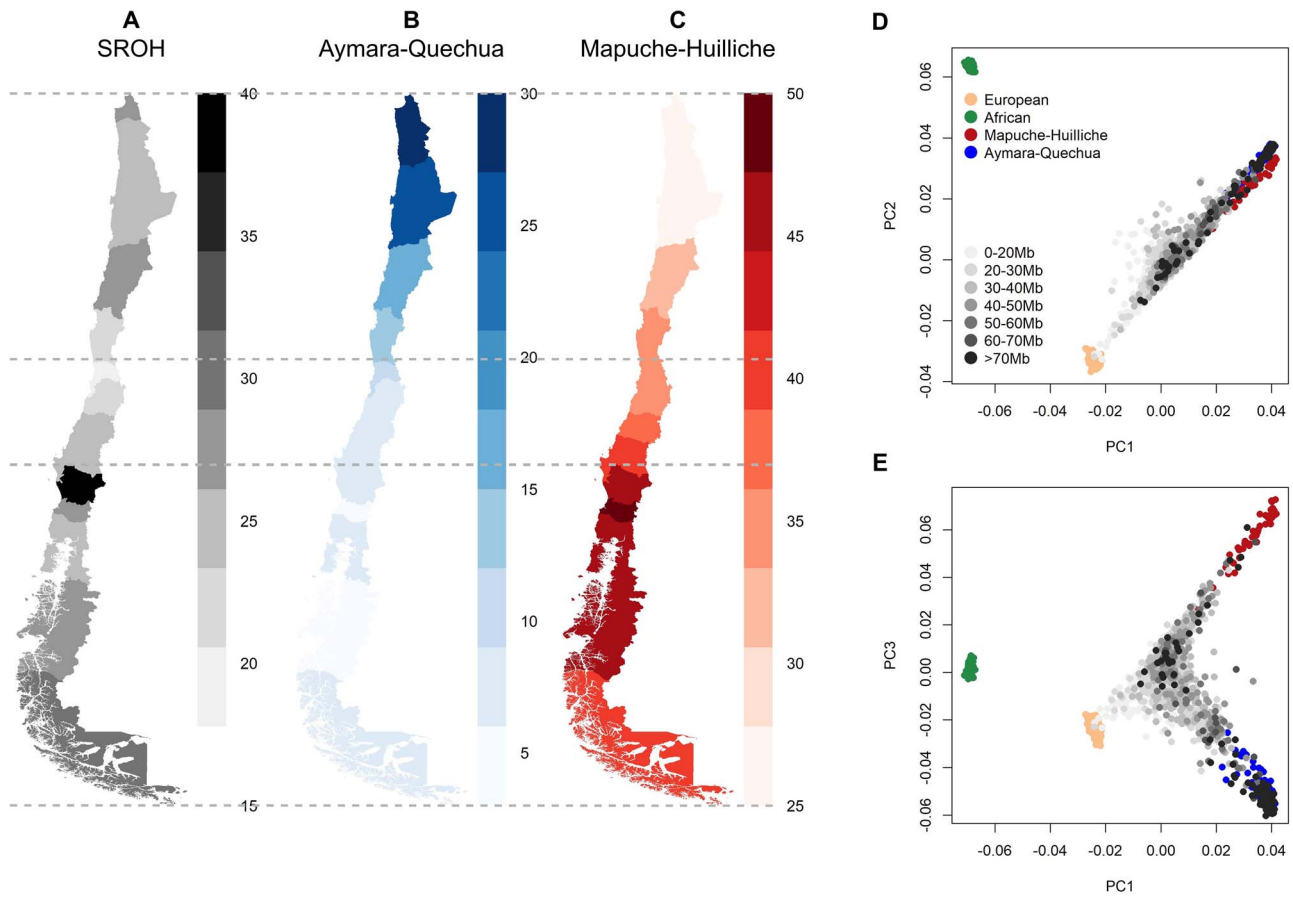 A
SROH
40
35
30
25
20
15
B
Aymara-Quechua
30
25
20
15
10
5
C
Mapuche-Huilliche
50
45
40
35
30
25
D
PC2
0.06
0.04
0.02
0.00
-0.02
-0.04
European
African
Mapuche-Huilliche
Aymara-Quechua
0-20Mb
20-30Mb
30-40Mb
40-50Mb
50-60Mb
60-70Mb
>70Mb
-0.06
-0.04
-0.02
0.00
0.02
0.04
PC1
E
PC3
0.06
0.04
0.02
0.00
-0.02
-0.04
-0.06
-0.06
-0.04
-0.02
0.00
0.02
0.04
PC1